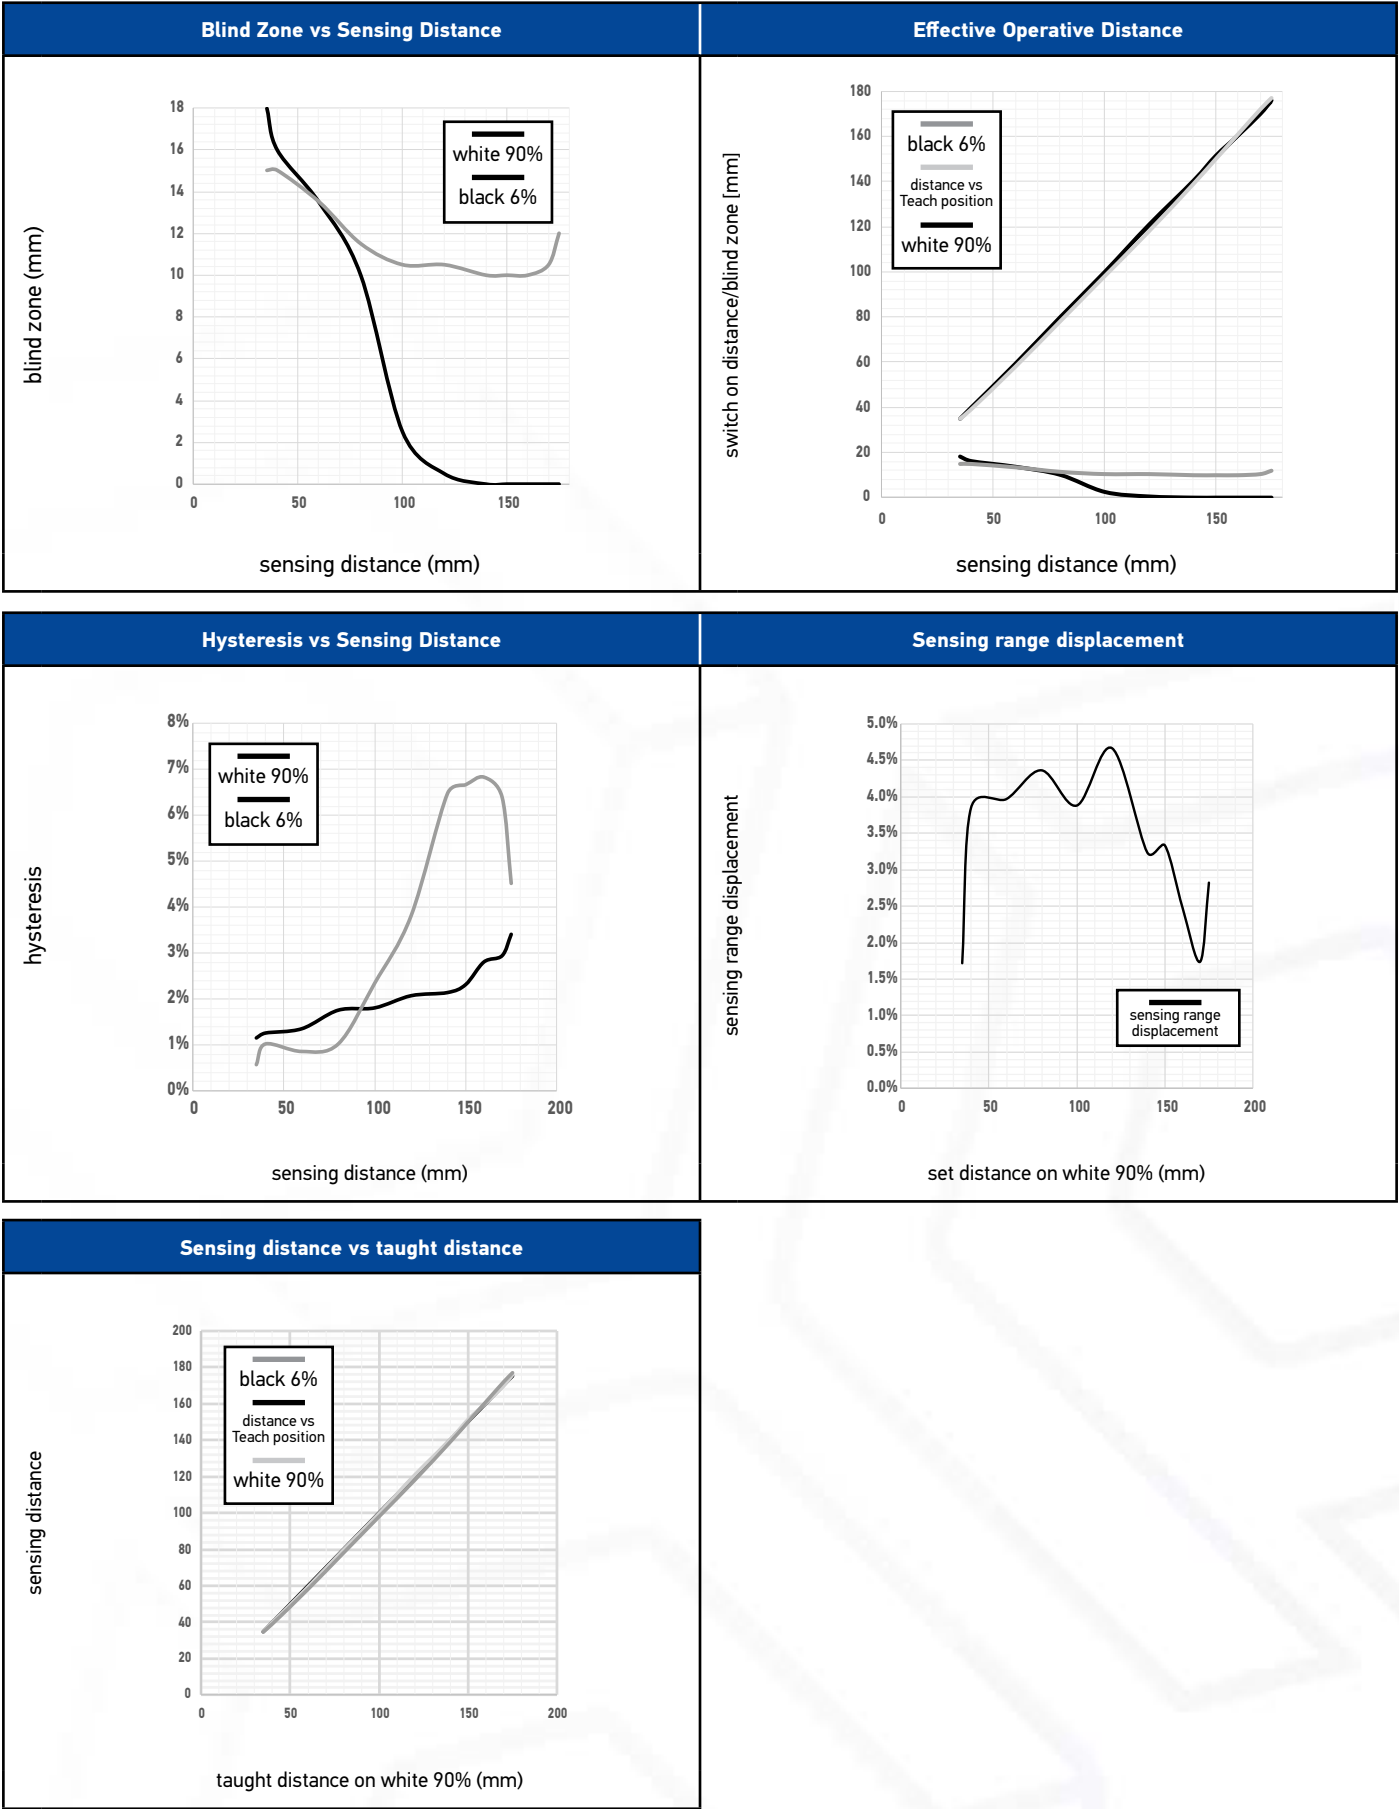 Blind Zone vs Sensing Distance
blind zone (mm)
18
16
14
12
10
8
6
4
2
0
0 50 100 150
white 90%
black 6%
sensing distance (mm)
Effective Operative Distance
switch on distance/blind zone [mm]
180
160
140
120
100
80
60
40
20
0
0 50 100 150
black 6%
distance vs
Teach position
white 90%
sensing distance (mm)
Hysteresis vs Sensing Distance
hysteresis
8%
7%
6%
5%
4%
3%
2%
1%
0%
0 50 100 150 200
white 90%
black 6%
sensing distance (mm)
Sensing range displacement
sensing range displacement
5.0%
4.5%
4.0%
3.5%
3.0%
2.5%
2.0%
1.5%
1.0%
0.5%
0.0%
0 50 100 150 200
sensing range
displacement
set distance on white 90% (mm)
Sensing distance vs taught distance
sensing distance
200
180
160
140
120
100
80
60
40
20
0
0 50 100 150 200
black 6%
distance vs
Teach position
white 90%
taught distance on white 90% (mm)